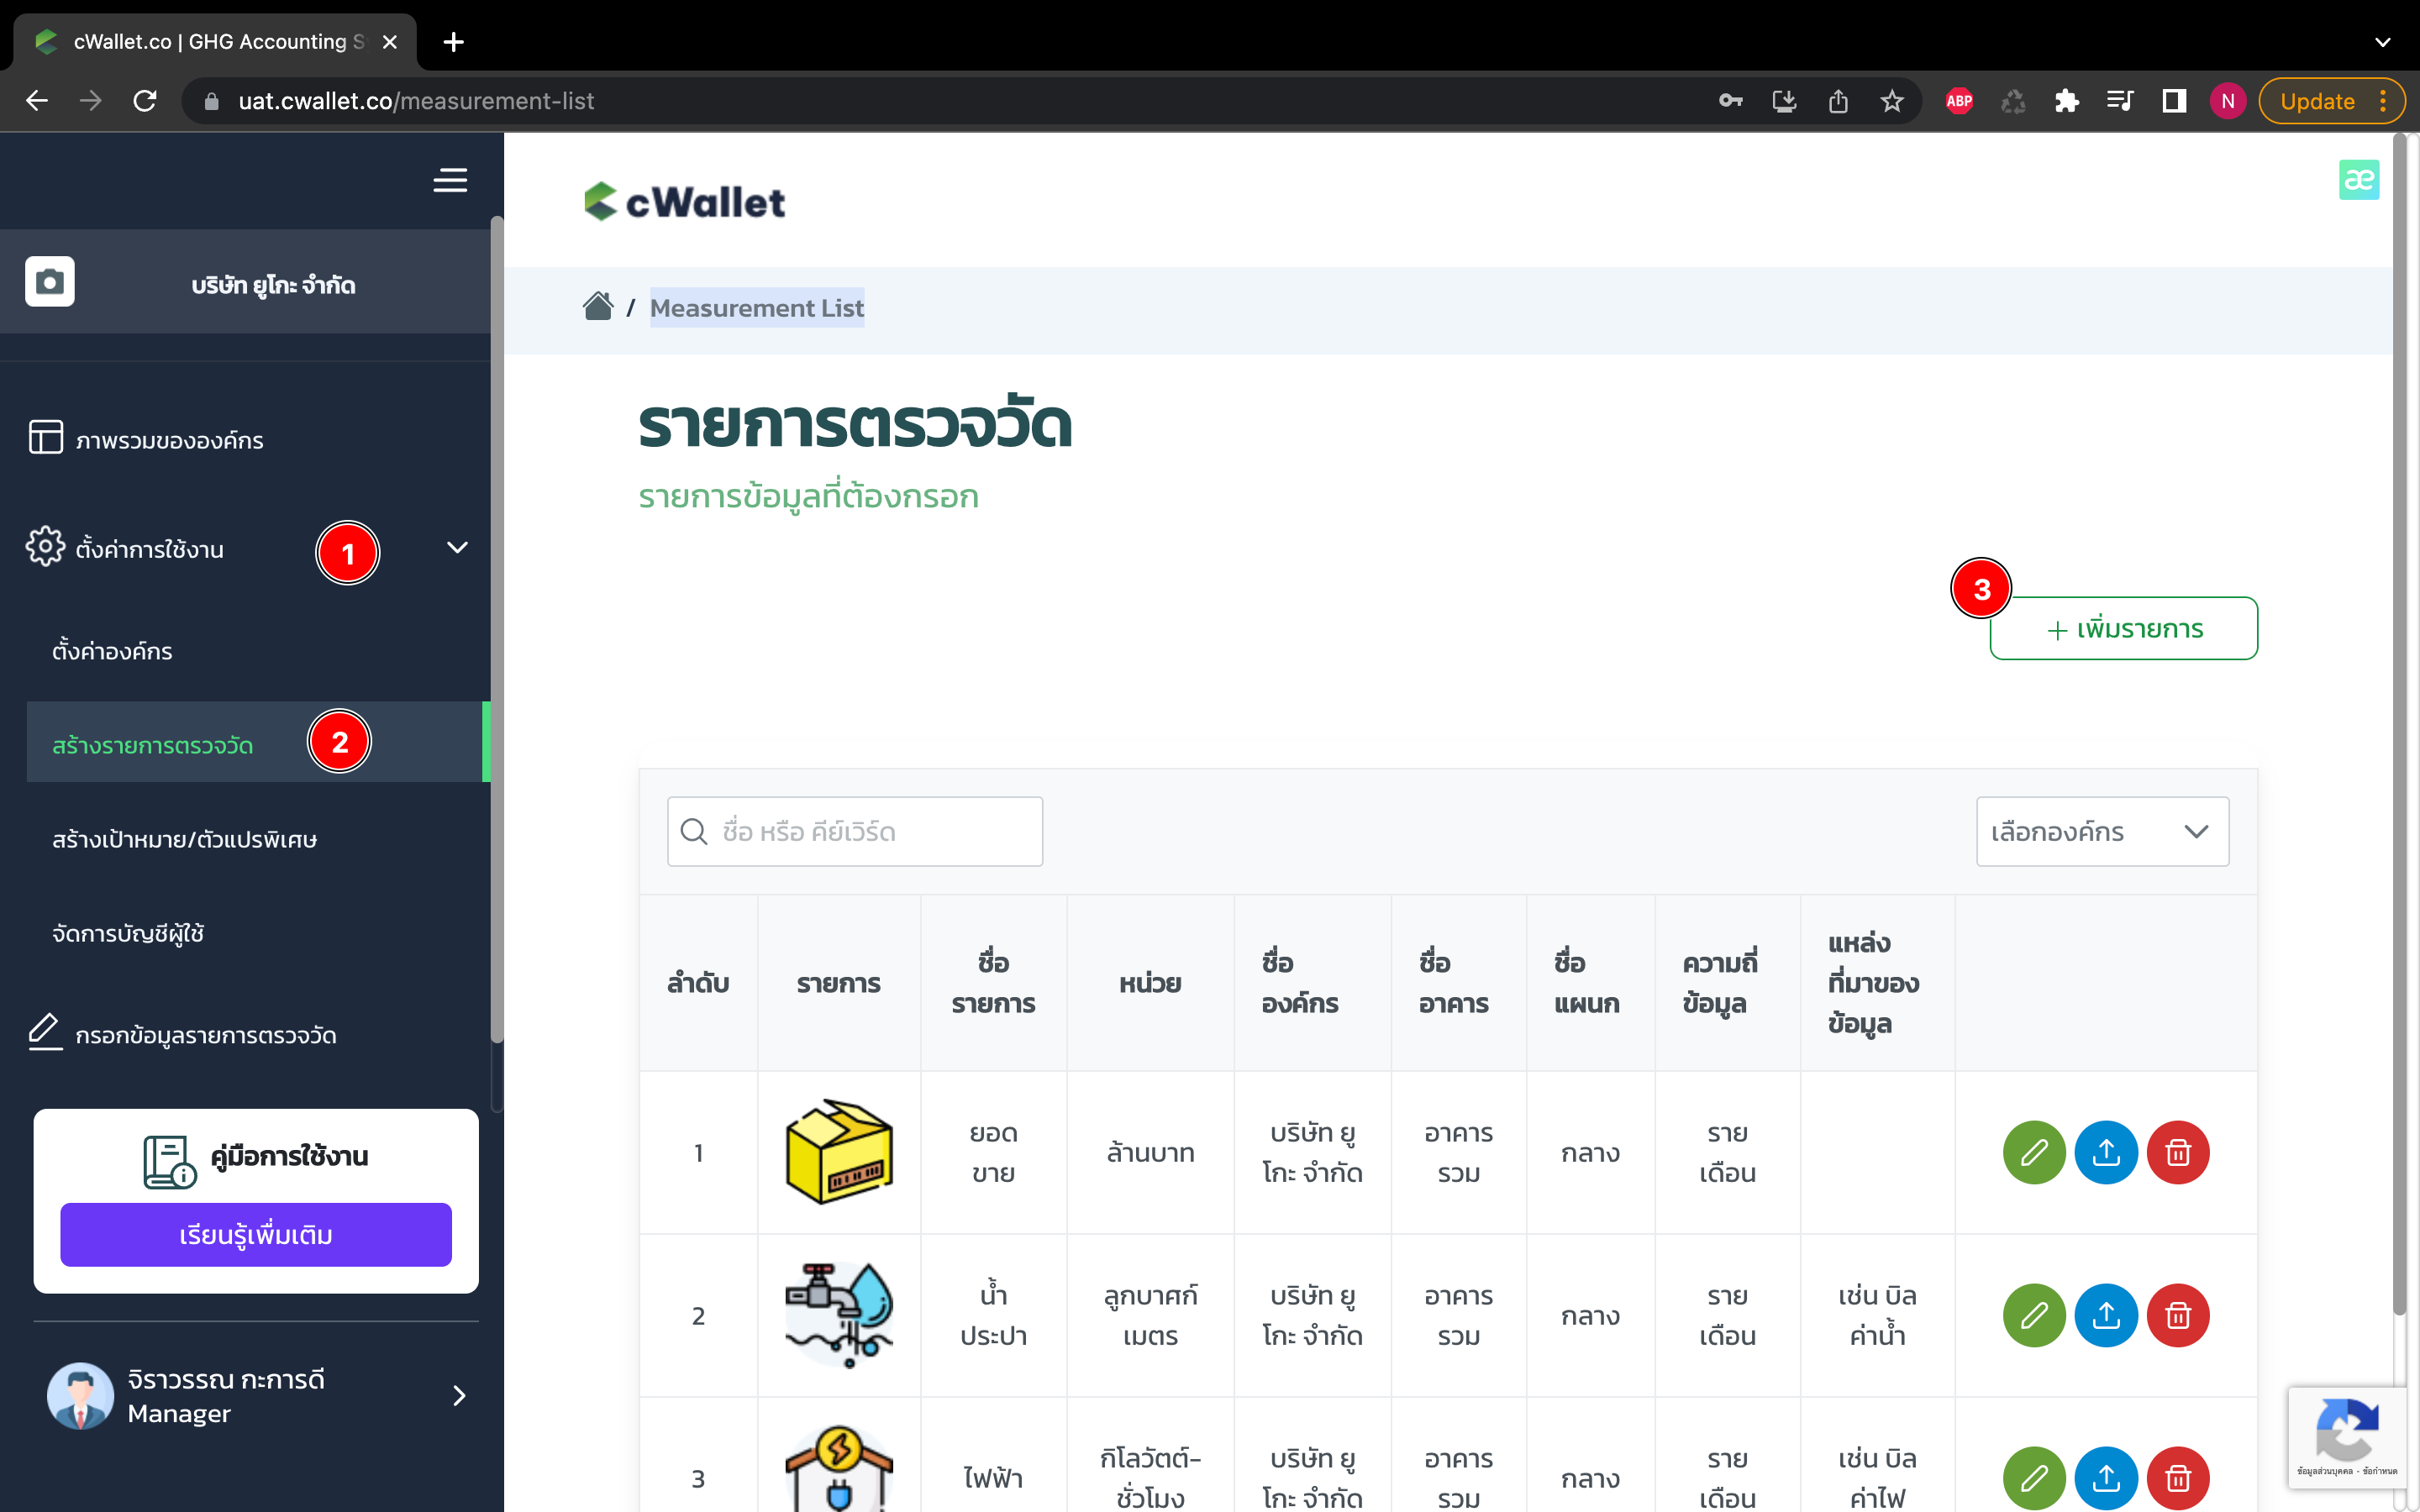 cWallet.co | GHG Accounting S
uat.cwallet.co/measurement-list
ABP
N
Update
บริษัท ยูโกะ จำกัด
ภาพรวมขององค์กร
ตั้งค่าการใช้งาน
1
ตั้งค่าองค์กร
สร้างรายการตรวจวัด
2
สร้างเป้าหมาย/ตัวแปรพิเศษ
จัดการบัญชีผู้ใช้
กรอกข้อมูลรายการตรวจวัด
คู่มือการใช้งาน
เรียนรู้เพิ่มเติม
จิราวรรณ กะการดี
Manager
cWallet
æ
/ Measurement List
รายการตรวจวัด
รายการข้อมูลที่ต้องกรอก
3
+ เพิ่มรายการ
ชื่อ หรือ คีย์เวิร์ด
เลือกองค์กร
ลำดับ
รายการ
ชื่อ
รายการ
หน่วย
ชื่อ
องค์กร
ชื่อ
อาคาร
ชื่อ
แผนก
ความถี่
ข้อมูล
แหล่ง
ที่มาของ
ข้อมูล
1
ยอด
ขาย
ล้านบาท
บริษัท ยู
โกะ จำกัด
อาคาร
รวม
กลาง
ราย
เดือน
2
น้ำ
ประปา
ลูกบาศก์
เมตร
บริษัท ยู
โกะ จำกัด
อาคาร
รวม
กลาง
ราย
เดือน
เช่น บิล
ค่าน้ำ
3
ไฟฟ้า
กิโลวัตต์-
ชั่วโมง
บริษัท ยู
โกะ จำกัด
อาคาร
รวม
กลาง
ราย
เดือน
เช่น บิล
ค่าไฟ
ข้อมูลส่วนบุคคล - ข้อกำหนด